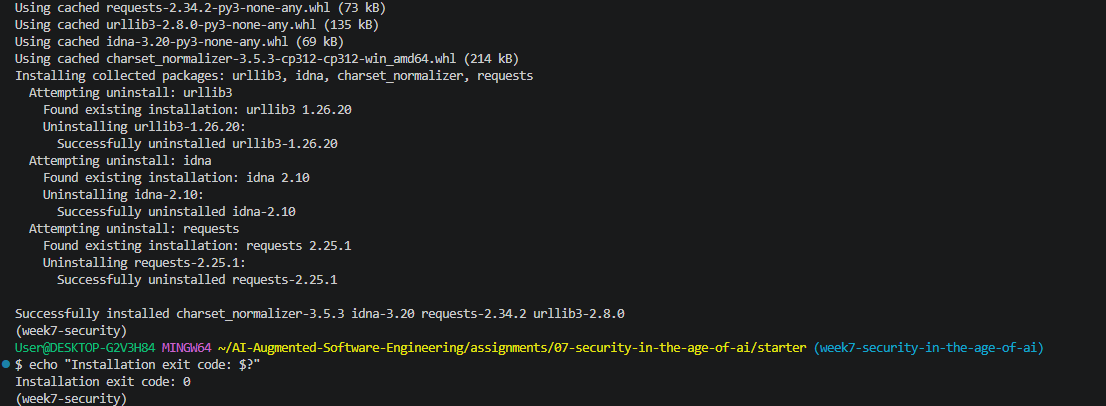 Using cached requests-2.34.2-py3-none-any.whl (73 kB)
Using cached urllib3-2.8.0-py3-none-any.whl (135 kB)
Using cached idna-3.20-py3-none-any.whl (69 kB)
Using cached charset_normalizer-3.5.3-cp312-cp312-win_amd64.whl (214 kB)
Installing collected packages: urllib3, idna, charset_normalizer, requests
  Attempting uninstall: urllib3
    Found existing installation: urllib3 1.26.20
    Uninstalling urllib3-1.26.20:
      Successfully uninstalled urllib3-1.26.20
  Attempting uninstall: idna
    Found existing installation: idna 2.10
    Uninstalling idna-2.10:
      Successfully uninstalled idna-2.10
  Attempting uninstall: requests
    Found existing installation: requests 2.25.1
    Uninstalling requests-2.25.1:
      Successfully uninstalled requests-2.25.1
Successfully installed charset_normalizer-3.5.3 idna-3.20 requests-2.34.2 urllib3-2.8.0
(week7-security)
User@DESKTOP-G2V3H84 MINGW64 ~/AI-Augmented-Software-Engineering/assignments/07-security-in-the-age-of-ai/starter (week7-security-in-the-age-of-ai)
$ echo "Installation exit code: $?"
Installation exit code: 0
(week7-security)